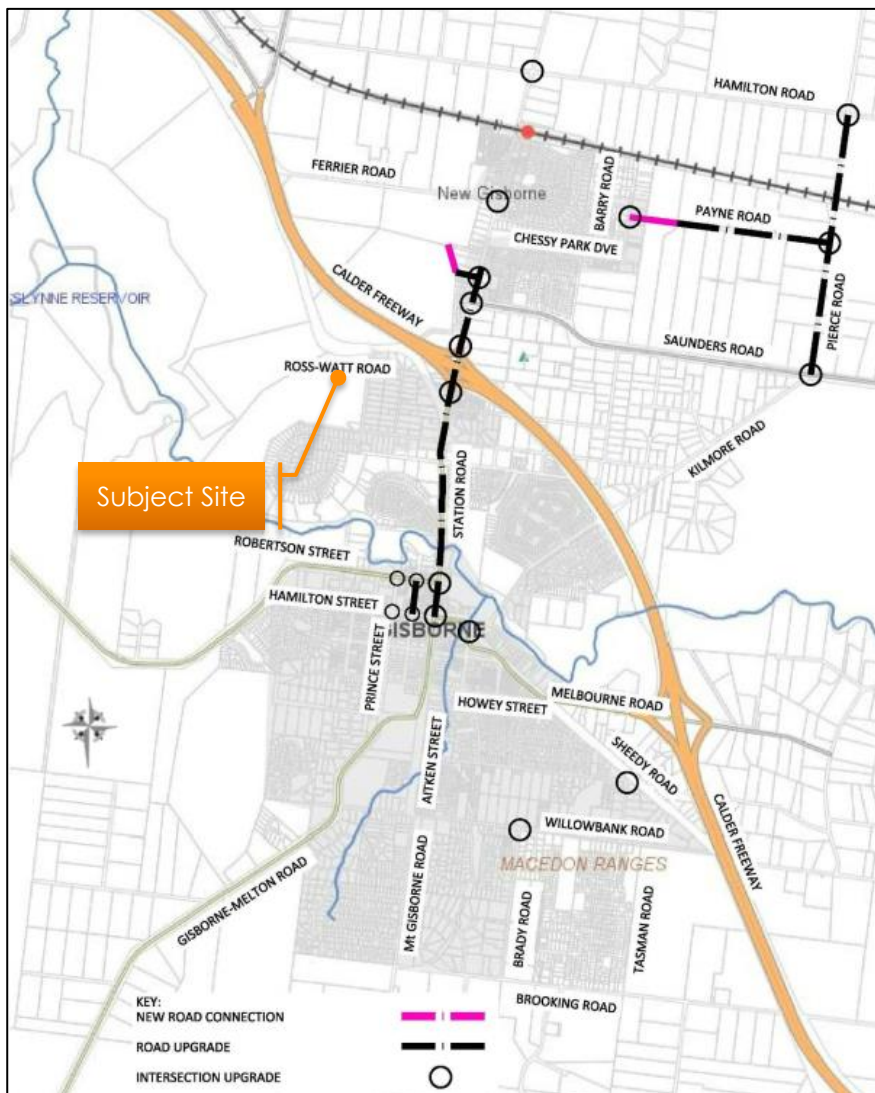 HAMILTON ROAD
FERRIER ROAD
New Gisborne
BARRY ROAD
PAYNE ROAD
CHESSY PARK DVE
CALDER FREEWAY
SLYNNE RESERVOIR
PIERCE ROAD
SAUNDERS ROAD
ROSS-WATT ROAD
KILMORE ROAD
Subject Site
STATION ROAD
ROBERTSON STREET
HAMILTON STREET
GISBORNE
PRINCE STREET
MELBOURNE ROAD
HOWEY STREET
AITKEN STREET
SHEEDY ROAD
WILLOWBANK ROAD
CALDER FREEWAY
MACEDON RANGES
GISBORNE-MELTON ROAD
Mt GISBORNE ROAD
BRADY ROAD
TASMAN ROAD
BROOKING ROAD
KEY:
NEW ROAD CONNECTION
ROAD UPGRADE
INTERSECTION UPGRADE